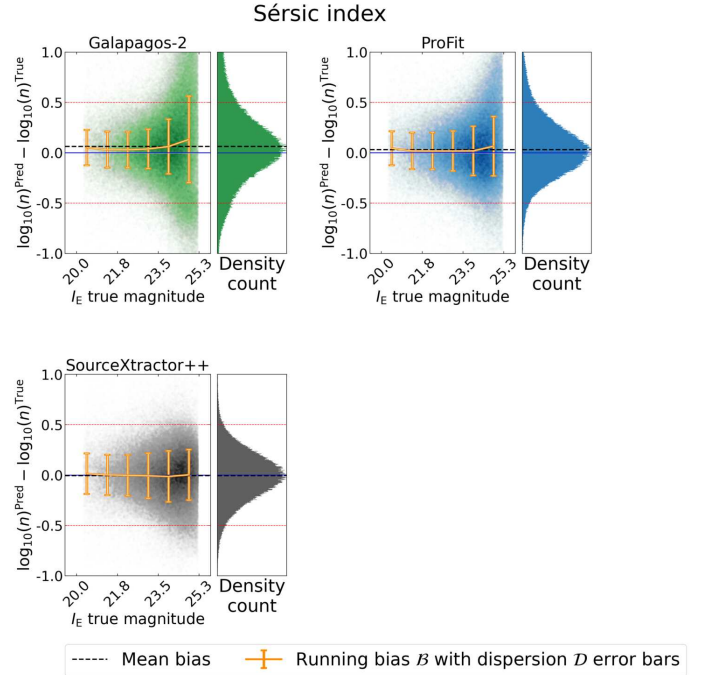 Sérsic index
Galapagos-2
1.0
0.5
0.0
-0.5
-1.0
log₁₀(n)ᴾʳᵉᵈ − log₁₀(n)ᵀʳᵘᵉ
20.0
21.8
23.5
25.3
I_E true magnitude
Density
count
ProFit
1.0
0.5
0.0
-0.5
-1.0
log₁₀(n)ᴾʳᵉᵈ − log₁₀(n)ᵀʳᵘᵉ
20.0
21.8
23.5
25.3
I_E true magnitude
Density
count
SourceXtractor++
1.0
0.5
0.0
-0.5
-1.0
log₁₀(n)ᴾʳᵉᵈ − log₁₀(n)ᵀʳᵘᵉ
20.0
21.8
23.5
25.3
I_E true magnitude
Density
count
Mean bias
Running bias ℬ with dispersion 𝒟 error bars